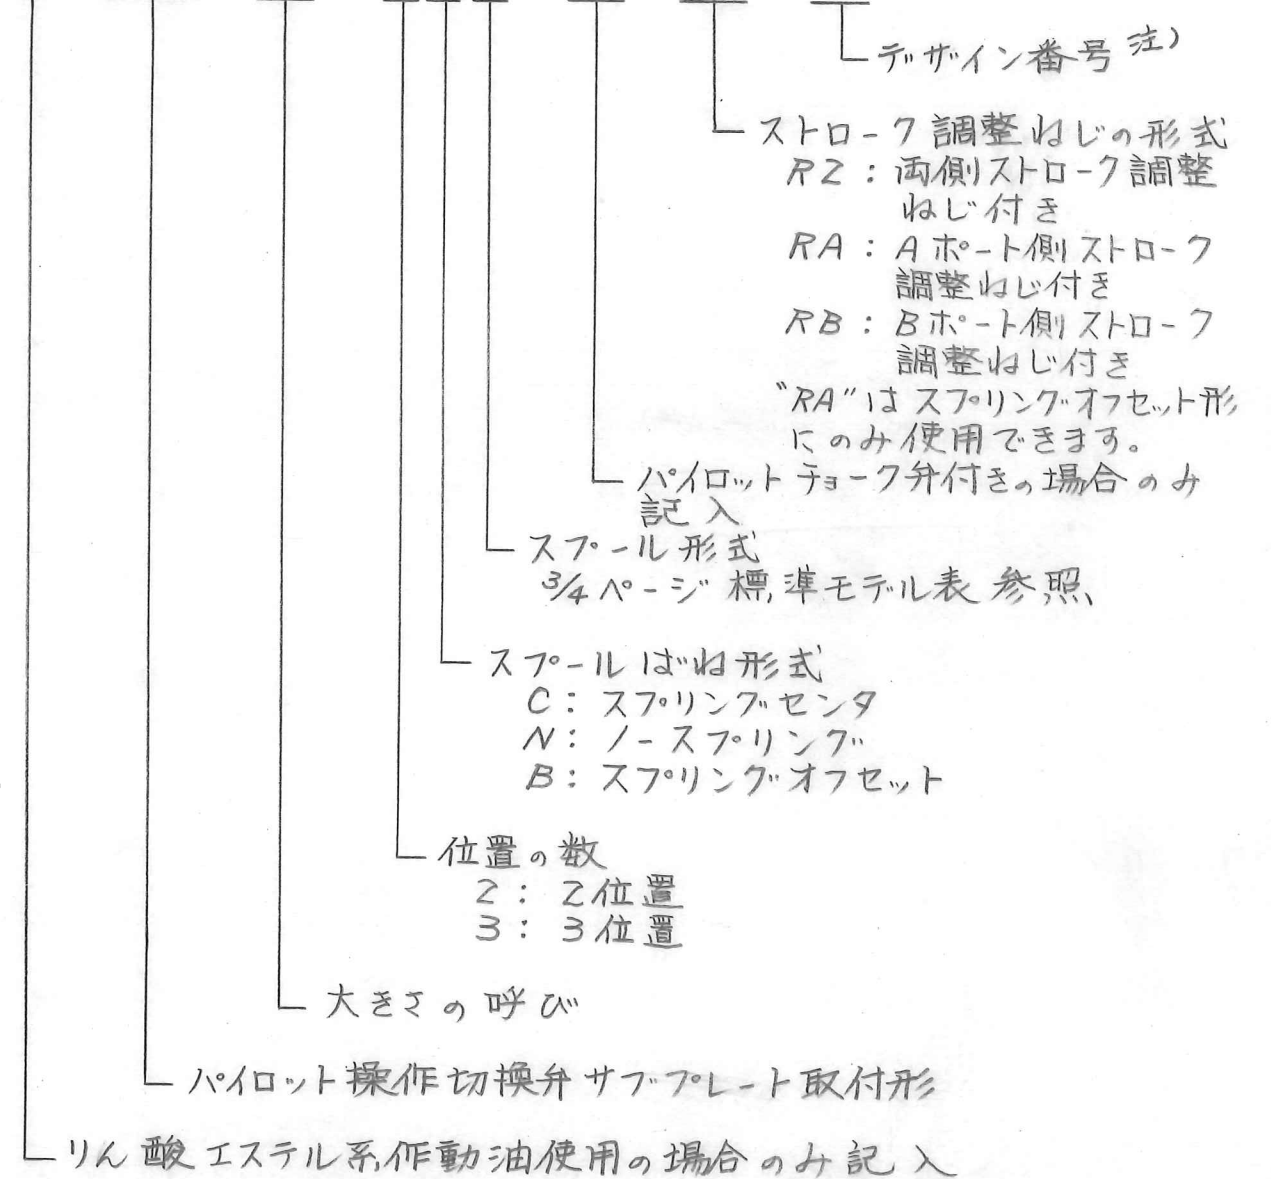 デザイン番号 注)
ストローク調整ねじの形式
RZ : 両側ストローク調整
ねじ付き
RA : Aポート側ストローク
調整ねじ付き
RB : Bポート側ストローク
調整ねじ付き
"RA"はスプリングオフセット形
にのみ使用できます。
パイロットチョーク弁付きの場合のみ
記入
スプール形式
3/4ページ標準モデル表参照
スプールばね形式
C : スプリングセンタ
N : ノースプリング
B : スプリングオフセット
位置の数
2 : 2位置
3 : 3位置
大きさの呼び
パイロット操作切換弁サブプレート取付形
りん酸エステル系作動油使用の場合のみ記入